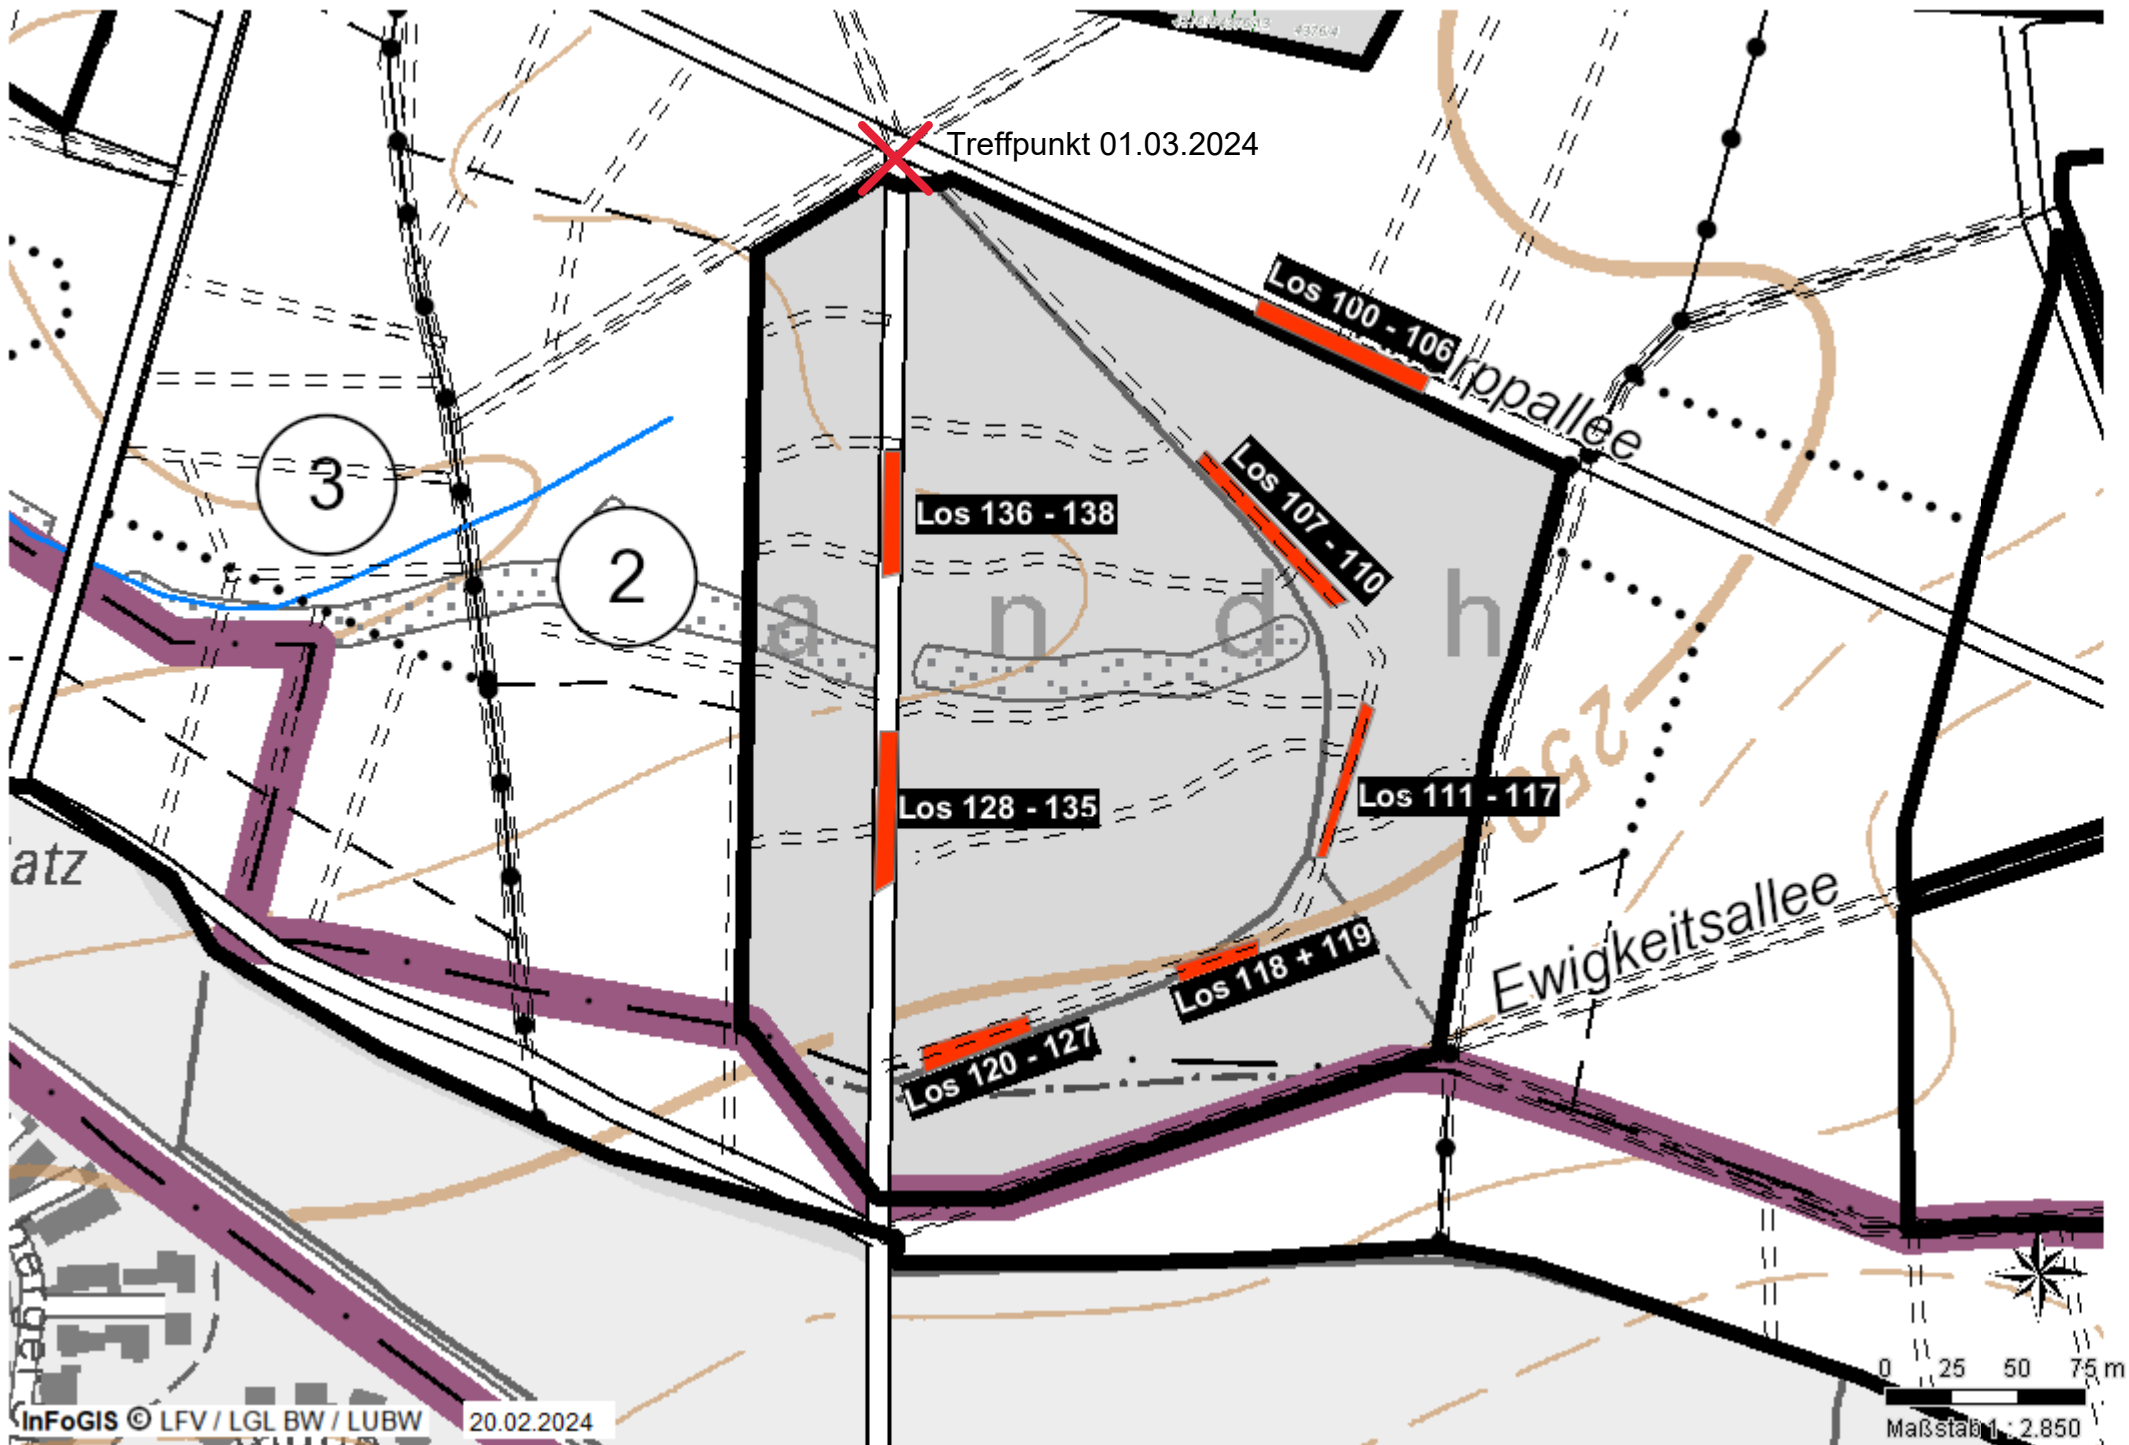 4376/4
Treffpunkt 01.03.2024
Los 100 - 106
rppallee
3
Los 107 - 110
Los 136 - 138
2
a n d h
250
Los 111 - 117
Los 128 - 135
atz
Ewigkeitsallee
Los 118 + 119
Los 120 - 127
0 25 50 75 m
Maßstab 1 : 2.850
InFoGIS © LFV / LGL BW / LUBW
20.02.2024